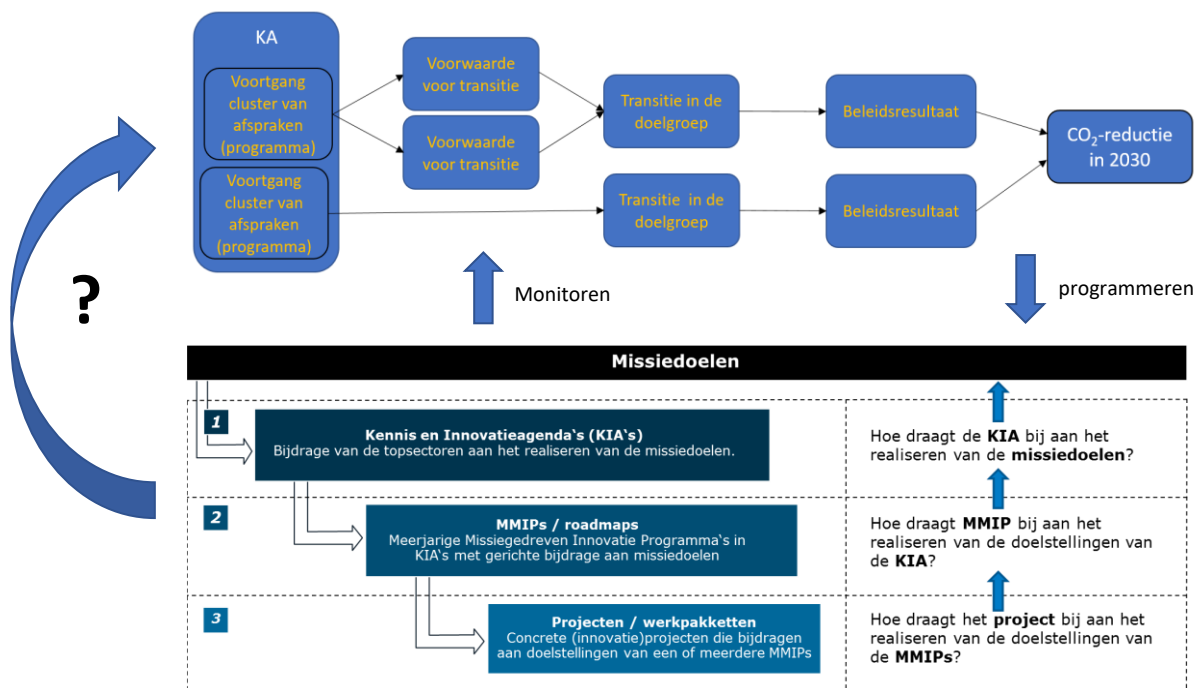 KA
Voortgang
cluster van
afspraken
(programma)
Voortgang
cluster van
afspraken
(programma)
Voorwaarde
voor transitie
Voorwaarde
voor transitie
Transitie in de
doelgroep
Transitie in de
doelgroep
Beleidsresultaat
Beleidsresultaat
CO₂-reductie
in 2030
?
Monitoren
programmeren
Missiedoelen
1
Kennis en Innovatieagenda's (KIA's)
Bijdrage van de topsectoren aan het realiseren van de missiedoelen.
Hoe draagt de KIA bij aan het
realiseren van de missiedoelen?
2
MMIPs / roadmaps
Meerjarige Missiegedreven Innovatie Programma's in
KIA's met gerichte bijdrage aan missiedoelen
Hoe draagt MMIP bij aan het
realiseren van de doelstellingen van
de KIA?
3
Projecten / werkpakketten
Concrete (innovatie)projecten die bijdragen
aan doelstellingen van een of meerdere MMIPs
Hoe draagt het project bij aan het
realiseren van de doelstellingen van
de MMIPs?